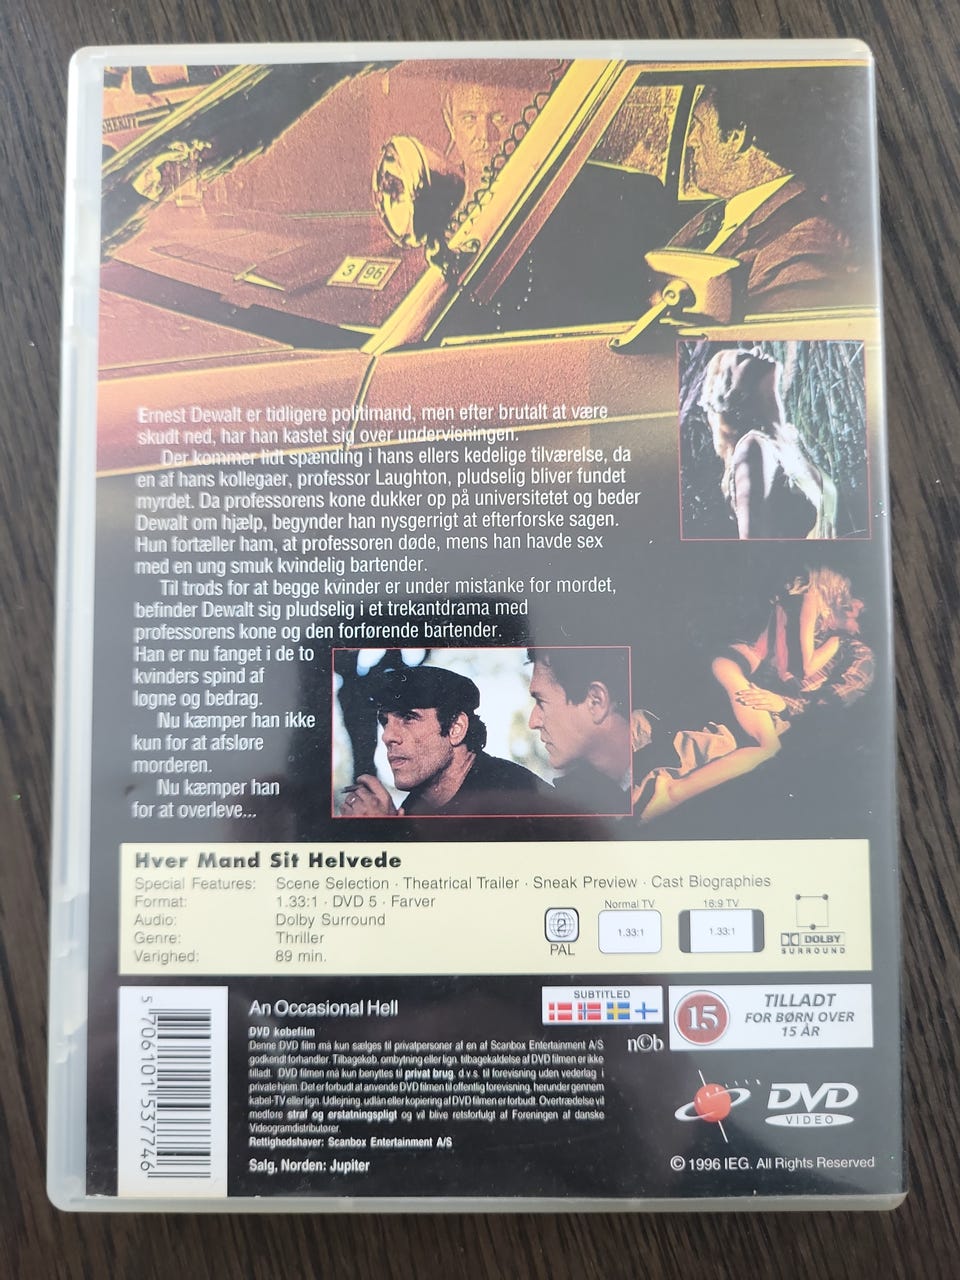 SHERIFF
3 96
Ernest Dewalt er tidligere politimand, men efter brutalt at være
skudt ned, har han kastet sig over undervisningen.
Der kommer lidt spænding i hans ellers kedelige tilværelse, da
en af hans kollegaer, professor Laughton, pludselig bliver fundet
myrdet. Da professorens kone dukker op på universitetet og beder
Dewalt om hjælp, begynder han nysgerrigt at efterforske sagen.
Hun fortæller ham, at professoren døde, mens han havde sex
med en ung smuk kvindelig bartender.
Til trods for at begge kvinder er under mistanke for mordet,
befinder Dewalt sig pludselig i et trekantdrama med
professorens kone og den forførende bartender.
Han er nu fanget i de to
kvinders spind af
løgne og bedrag.
Nu kæmper han ikke
kun for at afsløre
morderen.
Nu kæmper han
for at overleve...
Hver Mand Sit Helvede
Special Features: Scene Selection · Theatrical Trailer · Sneak Preview · Cast Biographies
Format: 1.33:1 · DVD 5 · Farver
Audio: Dolby Surround
Genre: Thriller
Varighed: 89 min.
2
PAL
Normal TV
1.33:1
16:9 TV
1.33:1
DOLBY
SURROUND
5 706101 537746
An Occasional Hell
DVD købefilm
Denne DVD film må kun sælges til privatpersoner af en af Scanbox Entertainment A/S
godkendt forhandler. Tilbagekøb, ombytning eller lign. tilbagekaldelse af DVD filmen er ikke
tilladt. DVD filmen må kun benyttes til privat brug, d.v.s. til forevisning uden vederlag i
private hjem. Det er forbudt at anvende DVD filmen til offentlig forevisning, herunder gennem
kabel-TV eller lign. Udlejning, udlån eller kopiering af DVD filmen er forbudt. Overtrædelse vil
medføre straf og erstatningspligt og vil blive retsforfulgt af Foreningen af danske
Videogramdistributører.
Rettighedshaver: Scanbox Entertainment A/S
Salg, Norden: Jupiter
SUBTITLED
n©b
15
TILLADT
FOR BØRN OVER
15 ÅR
DVD
VIDEO
© 1996 IEG. All Rights Reserved